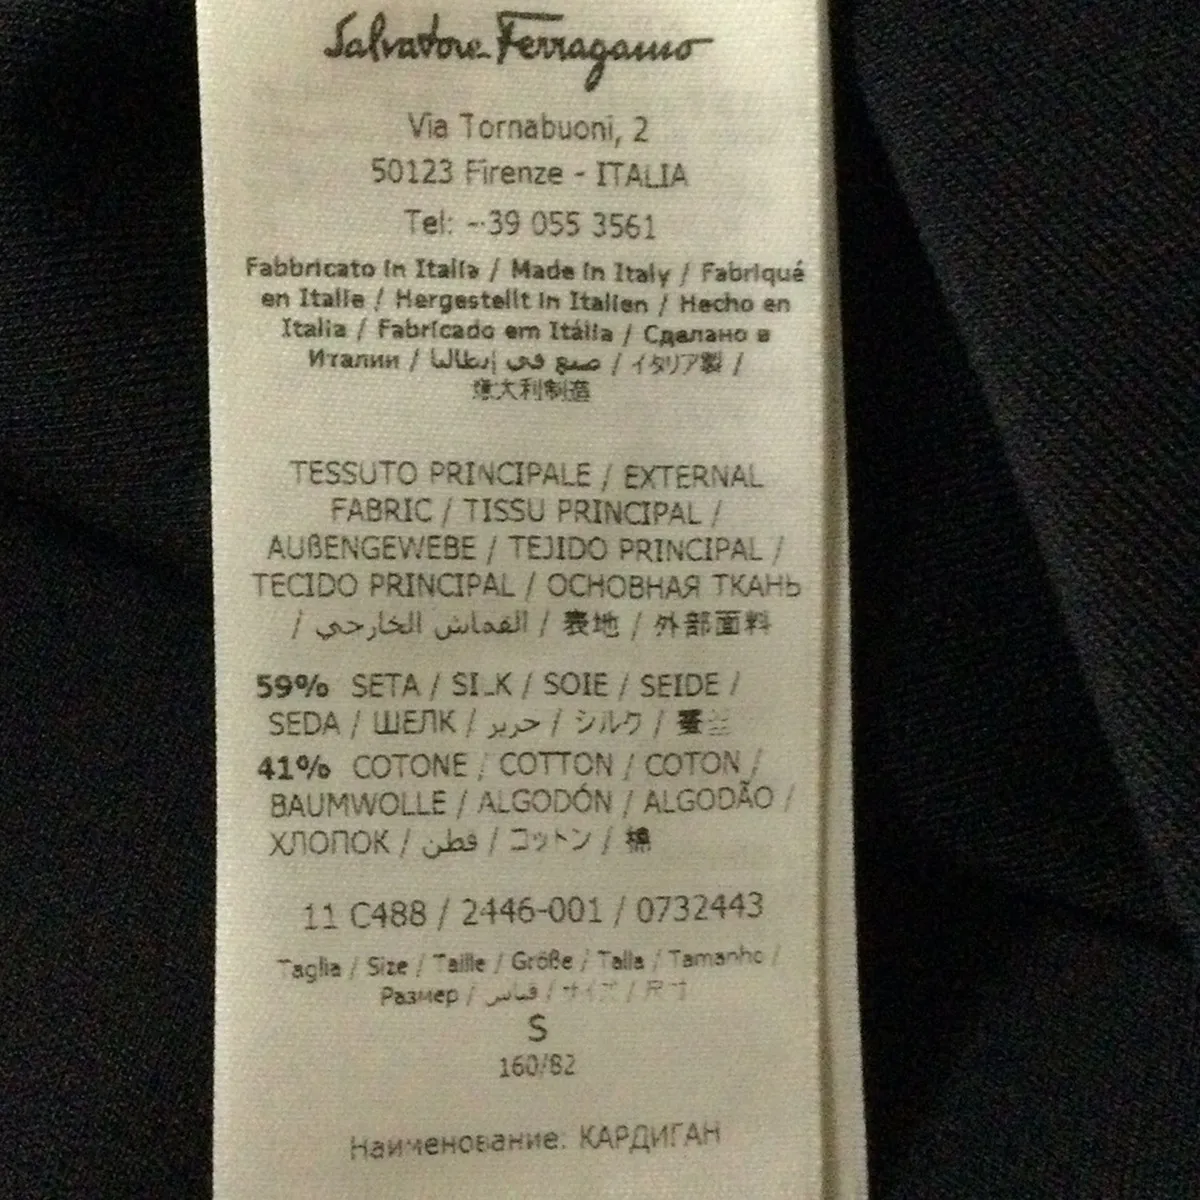 Salvatore Ferragamo
Via Tornabuoni, 2
50123 Firenze - ITALIA
Tel: +39 055 3561
Fabbricato in Italia / Made in Italy / Fabriqué
en Italie / Hergestellt in Italien / Hecho en
Italia / Fabricado em Itália / Сделано в
Италии / صنع في إيطاليا / イタリア製 /
意大利制造
TESSUTO PRINCIPALE / EXTERNAL
FABRIC / TISSU PRINCIPAL /
AUßENGEWEBE / TEJIDO PRINCIPAL /
TECIDO PRINCIPAL / ОСНОВНАЯ ТКАНЬ
/ القماش الخارجي / 表地 / 外部面料
59% SETA / SILK / SOIE / SEIDE /
SEDA / ШЕЛК / حرير / シルク / 蚕丝
41% COTONE / COTTON / COTON /
BAUMWOLLE / ALGODÓN / ALGODÃO /
ХЛОПОК / قطن / コットン / 棉
11 C488 / 2446-001 / 0732443
Taglia / Size / Taille / Größe / Talla / Tamanho /
Размер / قياس / サイズ / 尺寸
S
160/82
Наименование: КАРДИГАН